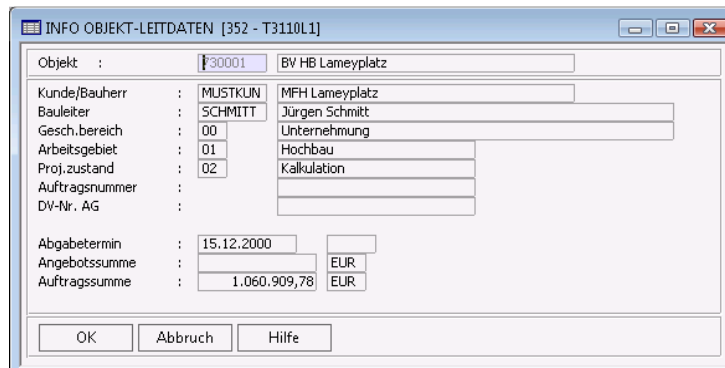 INFO OBJEKT-LEITDATEN [352 - T3110L1]
Objekt : 730001 BV HB Lameyplatz
Kunde/Bauherr : MUSTKUN MFH Lameyplatz
Bauleiter : SCHMITT Jürgen Schmitt
Gesch.bereich : 00 Unternehmung
Arbeitsgebiet : 01 Hochbau
Proj.zustand : 02 Kalkulation
Auftragsnummer :
DV-Nr. AG :
Abgabetermin : 15.12.2000
Angebotssumme : EUR
Auftragssumme : 1.060.909,78 EUR
OK Abbruch Hilfe